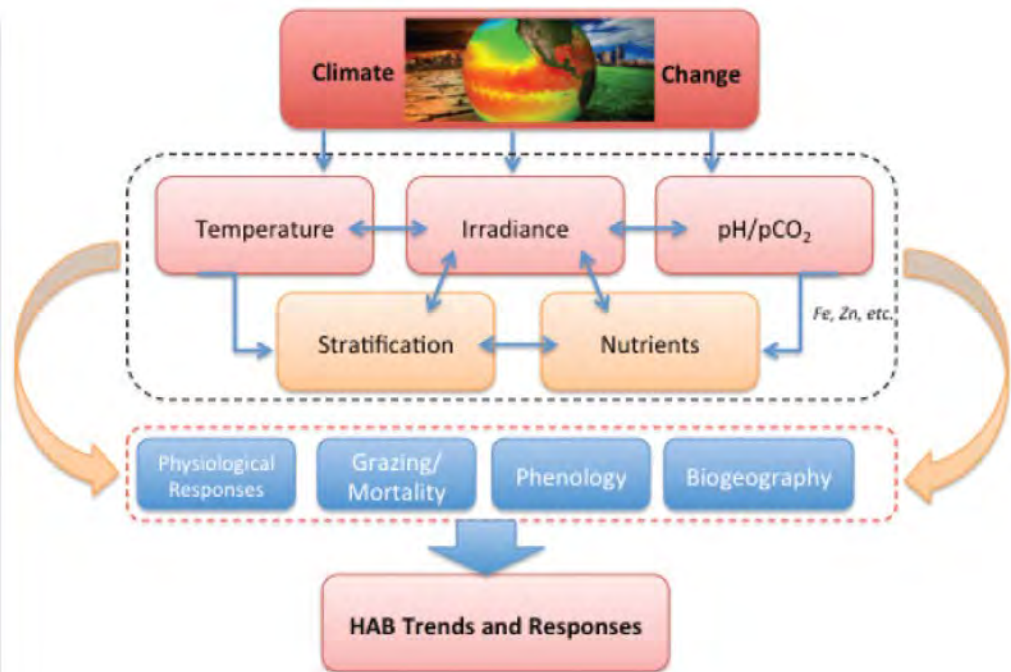 Climate Change
Temperature
Irradiance
pH/pCO₂
Fe, Zn, etc.
Stratification
Nutrients
Physiological
Responses
Grazing/
Mortality
Phenology
Biogeography
HAB Trends and Responses